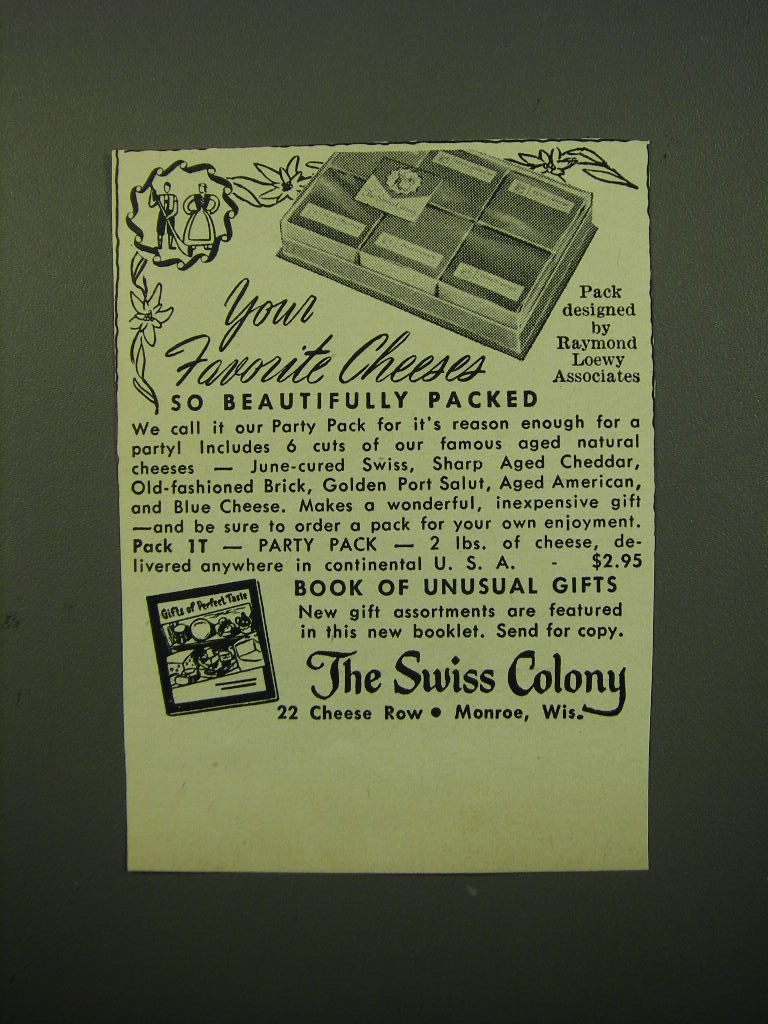 Your
Favorite Cheeses
Pack
designed
by
Raymond
Loewy
Associates
SO BEAUTIFULLY PACKED
We call it our Party Pack for it's reason enough for a
party! Includes 6 cuts of our famous aged natural
cheeses — June-cured Swiss, Sharp Aged Cheddar,
Old-fashioned Brick, Golden Port Salut, Aged American,
and Blue Cheese. Makes a wonderful, inexpensive gift
—and be sure to order a pack for your own enjoyment.
Pack 1T — PARTY PACK — 2 lbs. of cheese, de-
livered anywhere in continental U. S. A. - $2.95
BOOK OF UNUSUAL GIFTS
Gifts of Perfect Taste
New gift assortments are featured
in this new booklet. Send for copy.
The Swiss Colony
22 Cheese Row • Monroe, Wis.